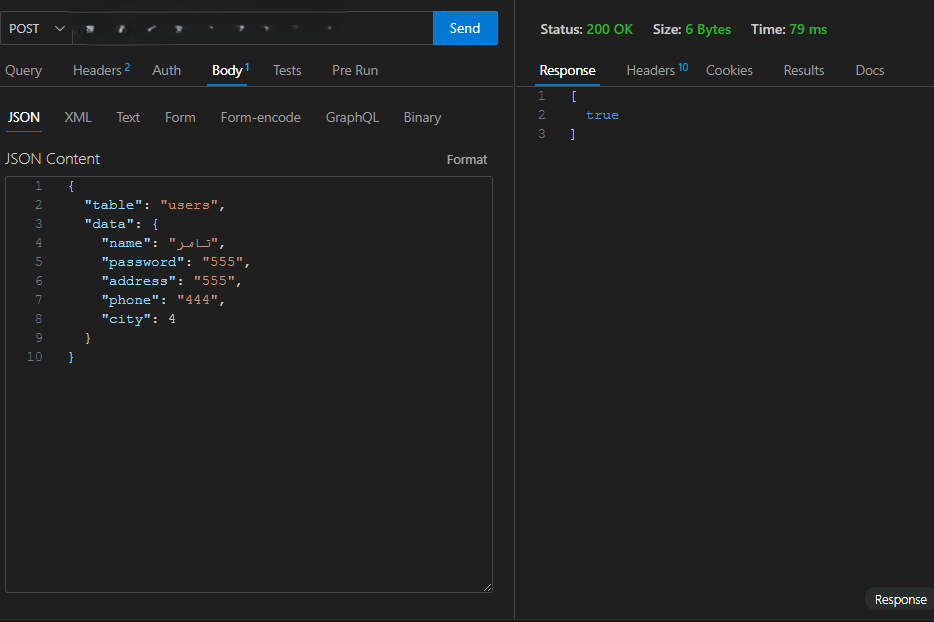 POST
Send
Query Headers 2 Auth Body 1 Tests Pre Run
JSON XML Text Form Form-encode GraphQL Binary
JSON Content
Format
1 {
2 "table": "users",
3 "data": {
4 "name": "تامر",
5 "password": "555",
6 "address": "555",
7 "phone": "444",
8 "city": 4
9 }
10 }
Status: 200 OK Size: 6 Bytes Time: 79 ms
Response Headers 10 Cookies Results Docs
1 [
2 true
3 ]
Response